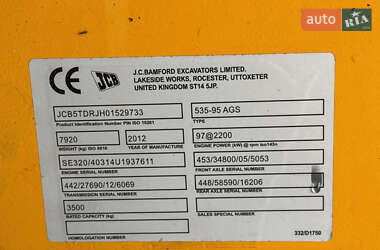 auto RIA
CE JCB
J.C.BAMFORD EXCAVATORS LIMITED.
LAKESIDE WORKS, ROCESTER, UTTOXETER
UNITED KINGDOM ST14 5JP.
JCB5TDRJH01529733 535-95 AGS
Product Identification Number PIN ISO 10261 TYPE
7920 2012 97@2200
WEIGHT (kg) ISO 6016 YEAR OF MANUFACTURE ENGINE POWER (kW) @ rpm
SE320/40314U1937611 453/34800/05/5053
ENGINE SERIAL NUMBER FRONT AXLE SERIAL NUMBER
442/27690/12/6069 448/58590/16206
TRANSMISSION SERIAL NUMBER REAR AXLE SERIAL NUMBER
3500
RATED CAPACITY (kg) SALES SPECIAL NUMBER
HOMOLOGATION NUMBER 332/D1750